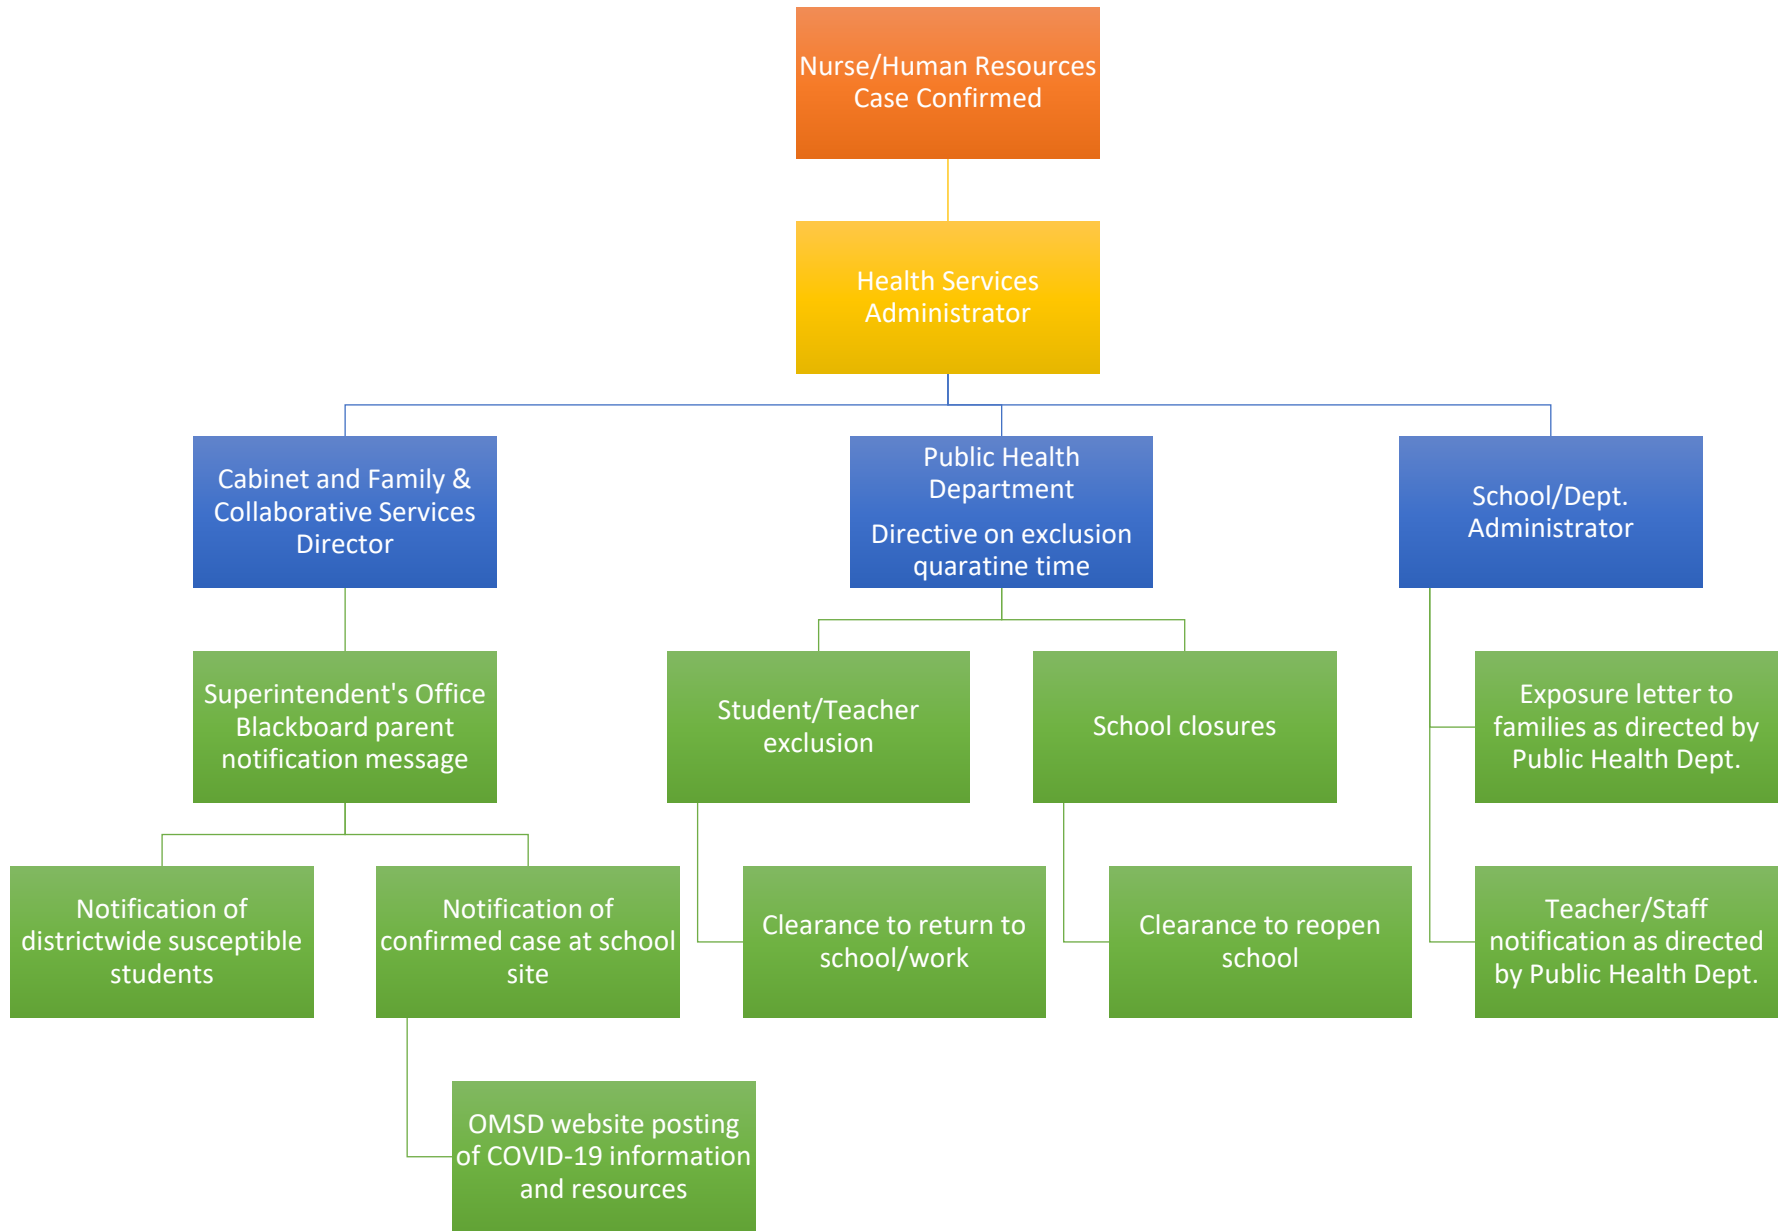 Nurse/Human Resources
Case Confirmed
Health Services
Administrator
Cabinet and Family &
Collaborative Services
Director
Public Health
Department
Directive on exclusion
quaratine time
School/Dept.
Administrator
Superintendent's Office
Blackboard parent
notification message
Student/Teacher
exclusion
School closures
Exposure letter to
families as directed by
Public Health Dept.
Notification of
districtwide susceptible
students
Notification of
confirmed case at school
site
Clearance to return to
school/work
Clearance to reopen
school
Teacher/Staff
notification as directed
by Public Health Dept.
OMSD website posting
of COVID-19 information
and resources